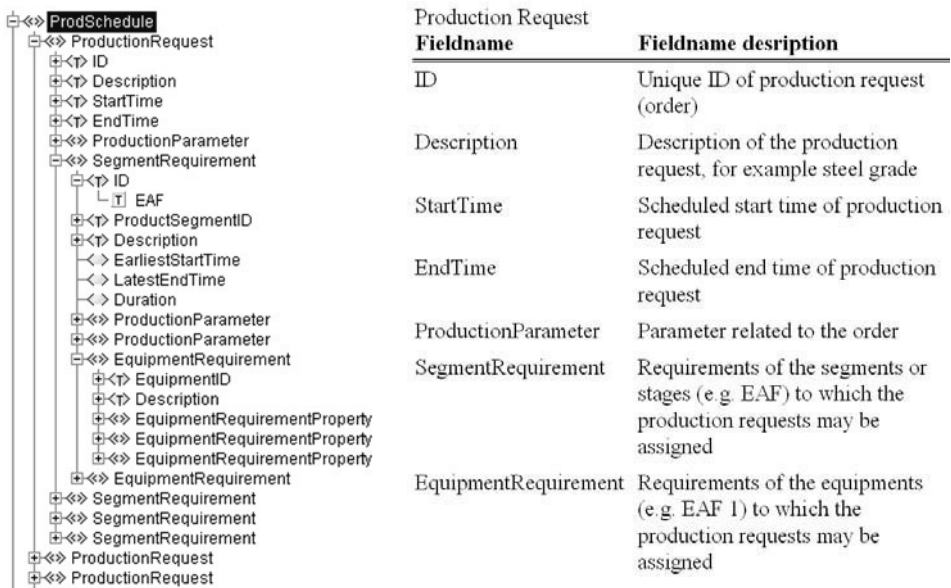 ProdSchedule
ProductionRequest
ID
Description
StartTime
EndTime
ProductionParameter
SegmentRequirement
ID
T EAF
ProductSegmentID
Description
EarliestStartTime
LatestEndTime
Duration
ProductionParameter
ProductionParameter
EquipmentRequirement
EquipmentID
Description
EquipmentRequirementProperty
EquipmentRequirementProperty
EquipmentRequirementProperty
EquipmentRequirement
SegmentRequirement
SegmentRequirement
SegmentRequirement
ProductionRequest
ProductionRequest
Production Request
Fieldname Fieldname desription
ID Unique ID of production request
(order)
Description Description of the production
request, for example steel grade
StartTime Scheduled start time of production
request
EndTime Scheduled end time of production
request
ProductionParameter Parameter related to the order
SegmentRequirement Requirements of the segments or
stages (e.g. EAF) to which the
production requests may be
assigned
EquipmentRequirement Requirements of the equipments
(e.g. EAF 1) to which the
production requests may be
assigned